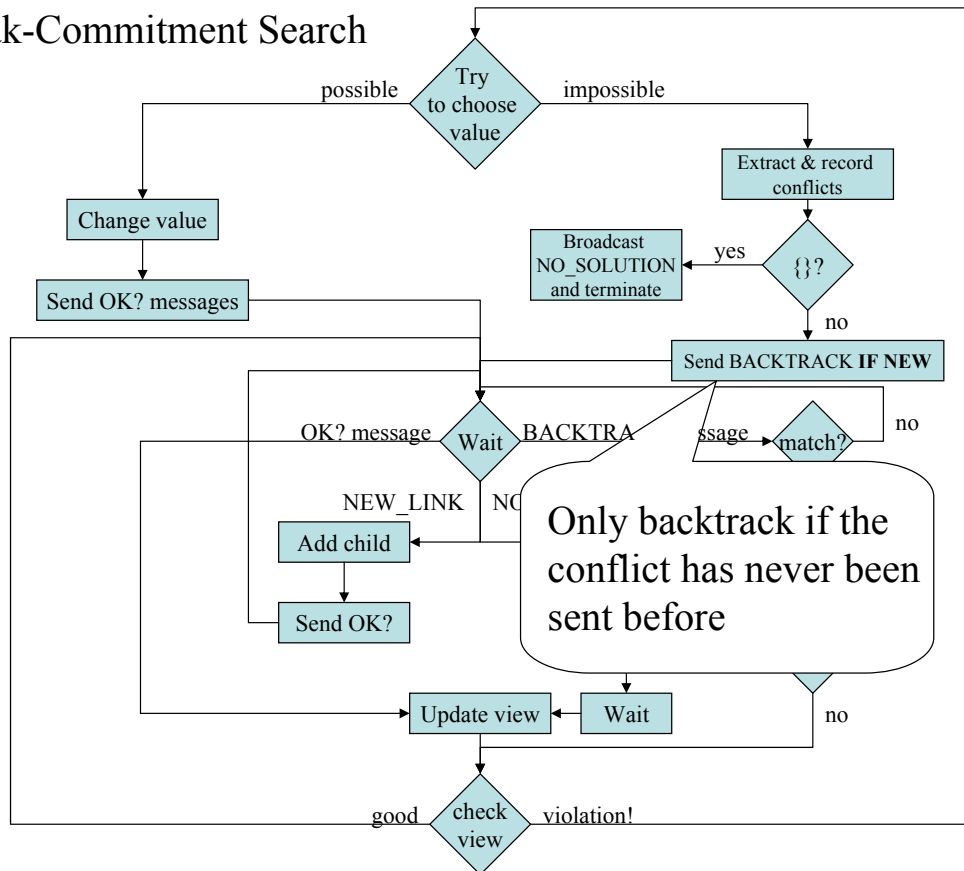 ak-Commitment Search
Try
to choose
value
possible
impossible
Extract & record
conflicts
Change value
Broadcast
NO_SOLUTION
and terminate
yes
{}?
Send OK? messages
no
Send BACKTRACK IF NEW
OK? message
Wait
BACKTRA
ssage
match?
no
NEW_LINK
NO
Add child
Only backtrack if the
conflict has never been
sent before
Send OK?
Update view
Wait
no
good
check
view
violation!